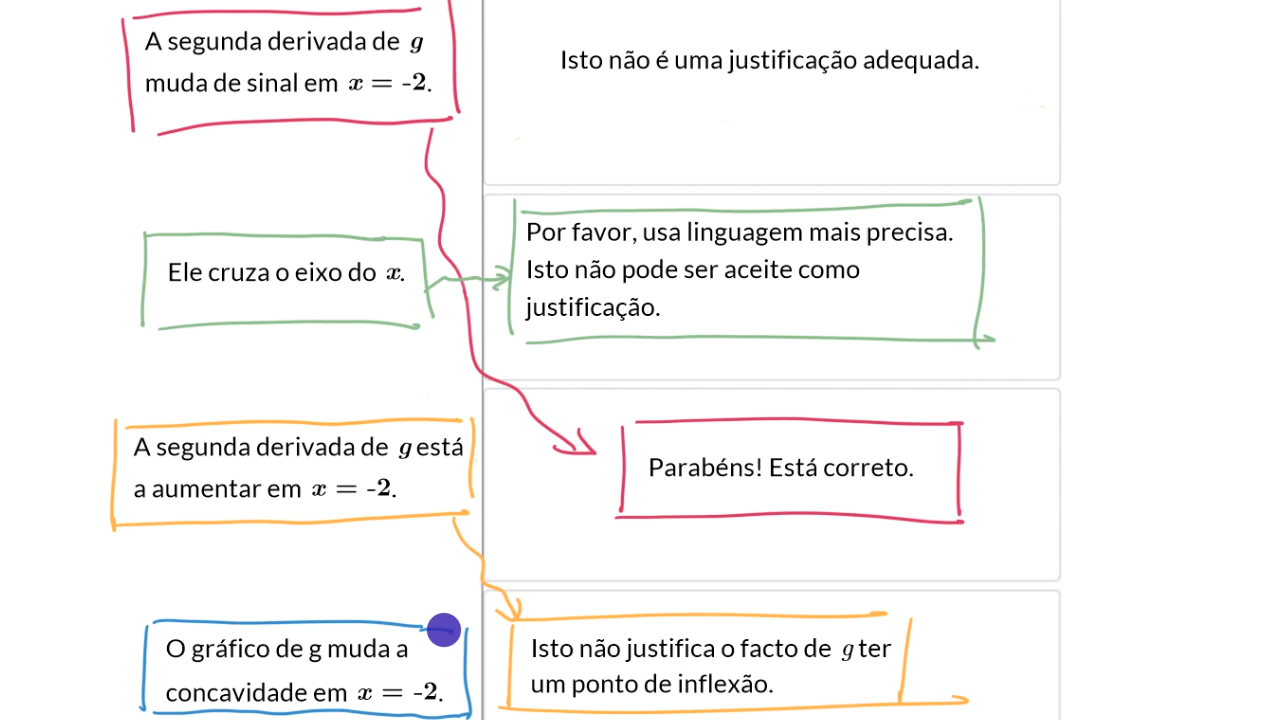 A segunda derivada de g
muda de sinal em x = -2.
Isto não é uma justificação adequada.
Ele cruza o eixo do x.
Por favor, usa linguagem mais precisa.
Isto não pode ser aceite como
justificação.
A segunda derivada de g está
a aumentar em x = -2.
Parabéns! Está correto.
O gráfico de g muda a
concavidade em x = -2.
Isto não justifica o facto de g ter
um ponto de inflexão.